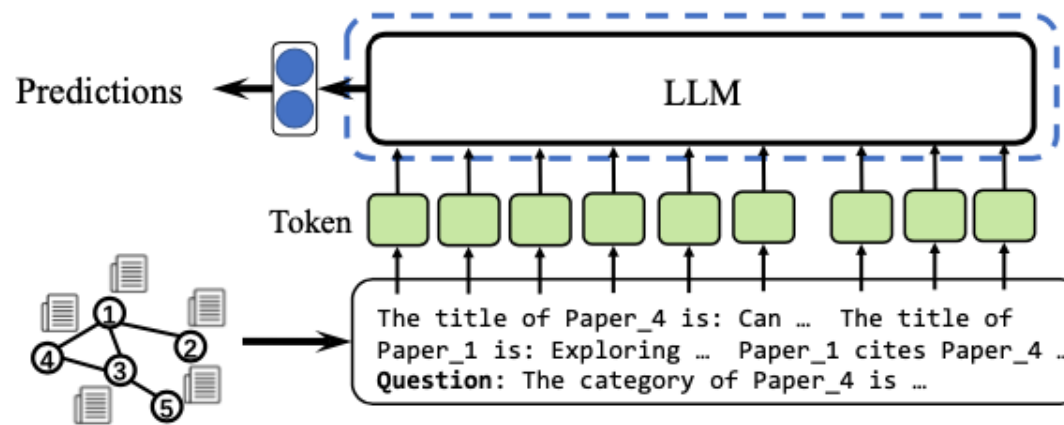 LLM
Predictions
Token
1
2
4
3
5
The title of Paper_4 is: Can … The title of
Paper_1 is: Exploring … Paper_1 cites Paper_4 …
Question: The category of Paper_4 is …